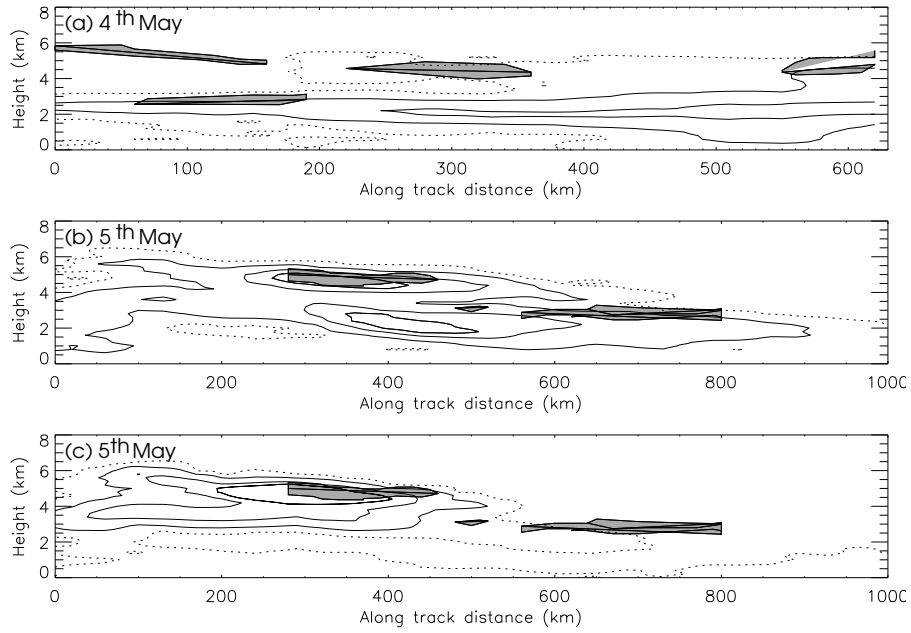 (a) 4th May
8
6
4
2
0
Height (km)
0 100 200 300 400 500 600
Along track distance (km)
(b) 5th May
8
6
4
2
0
Height (km)
0 200 400 600 800 1000
Along track distance (km)
(c) 5th May
8
6
4
2
0
Height (km)
0 200 400 600 800 1000
Along track distance (km)